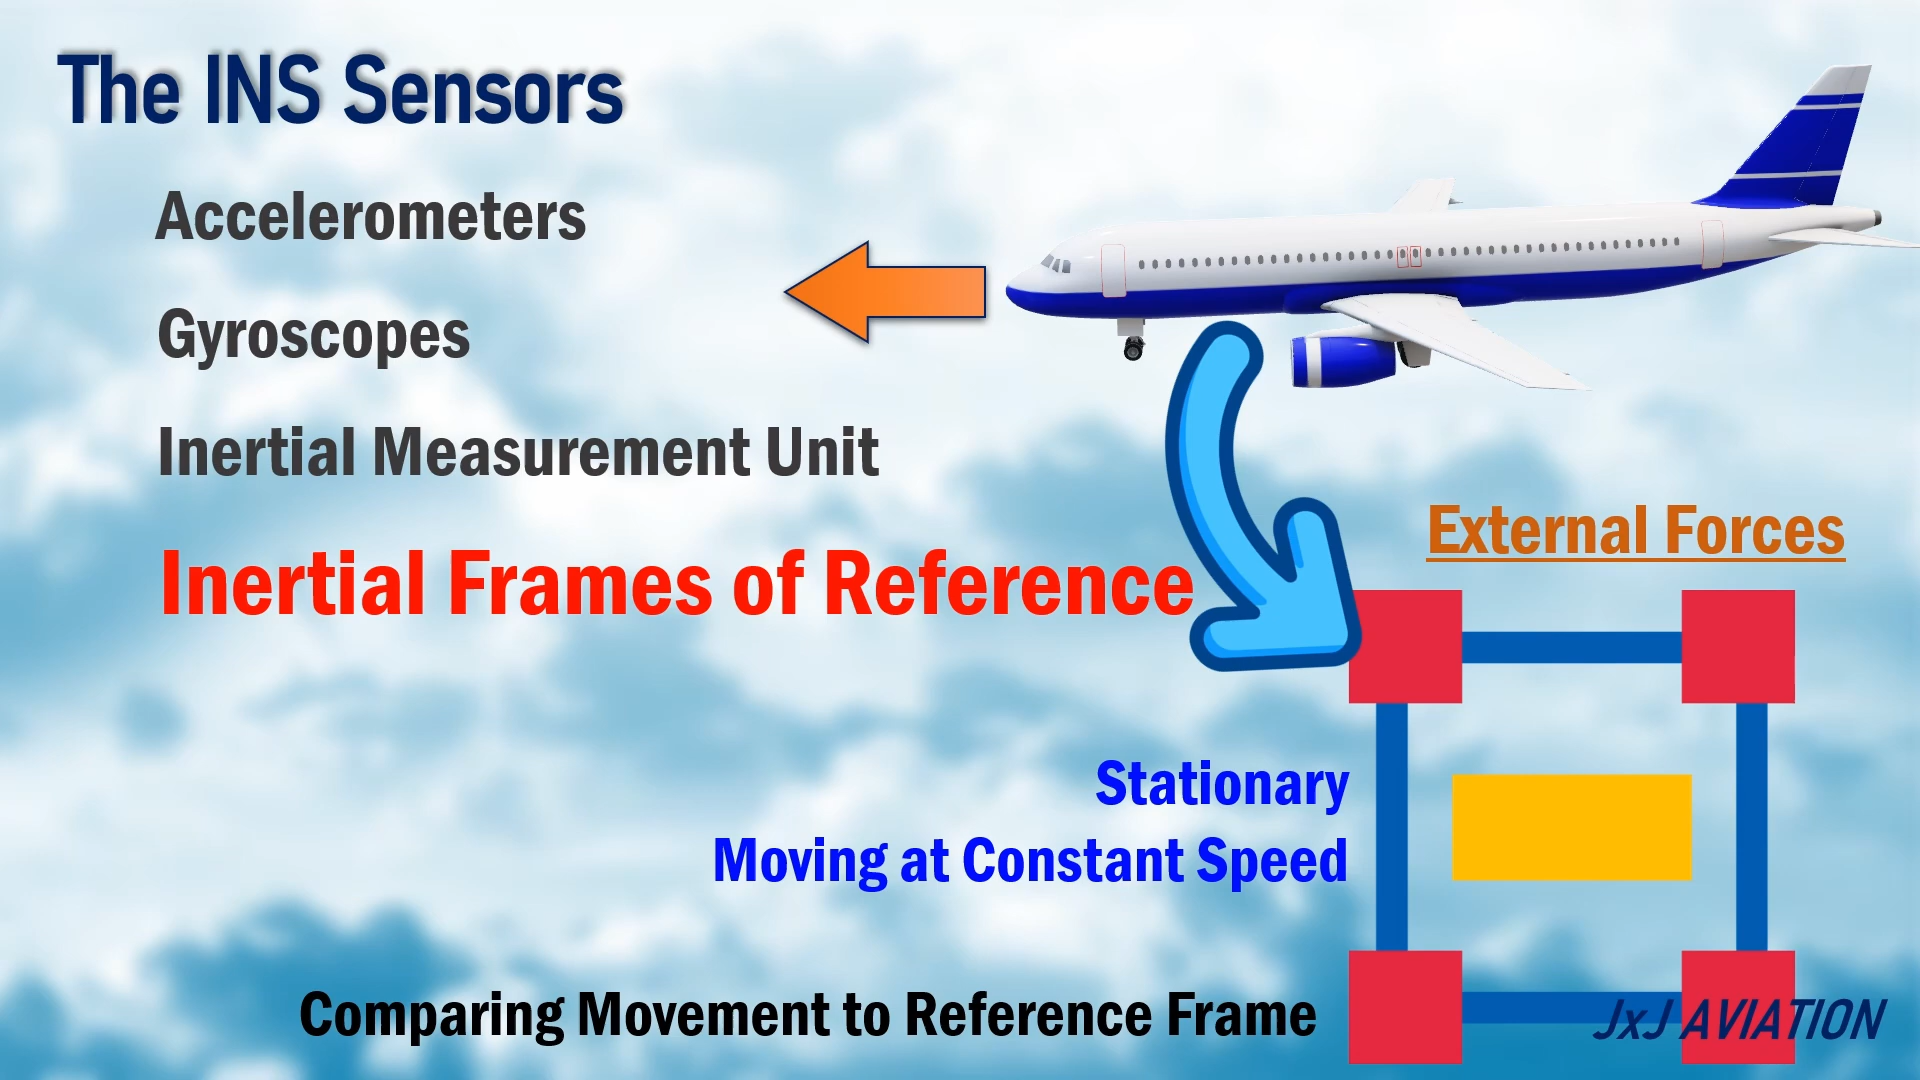 The INS Sensors
Accelerometers
Gyroscopes
Inertial Measurement Unit
Inertial Frames of Reference
External Forces
Stationary
Moving at Constant Speed
Comparing Movement to Reference Frame
JxJ AVIATION